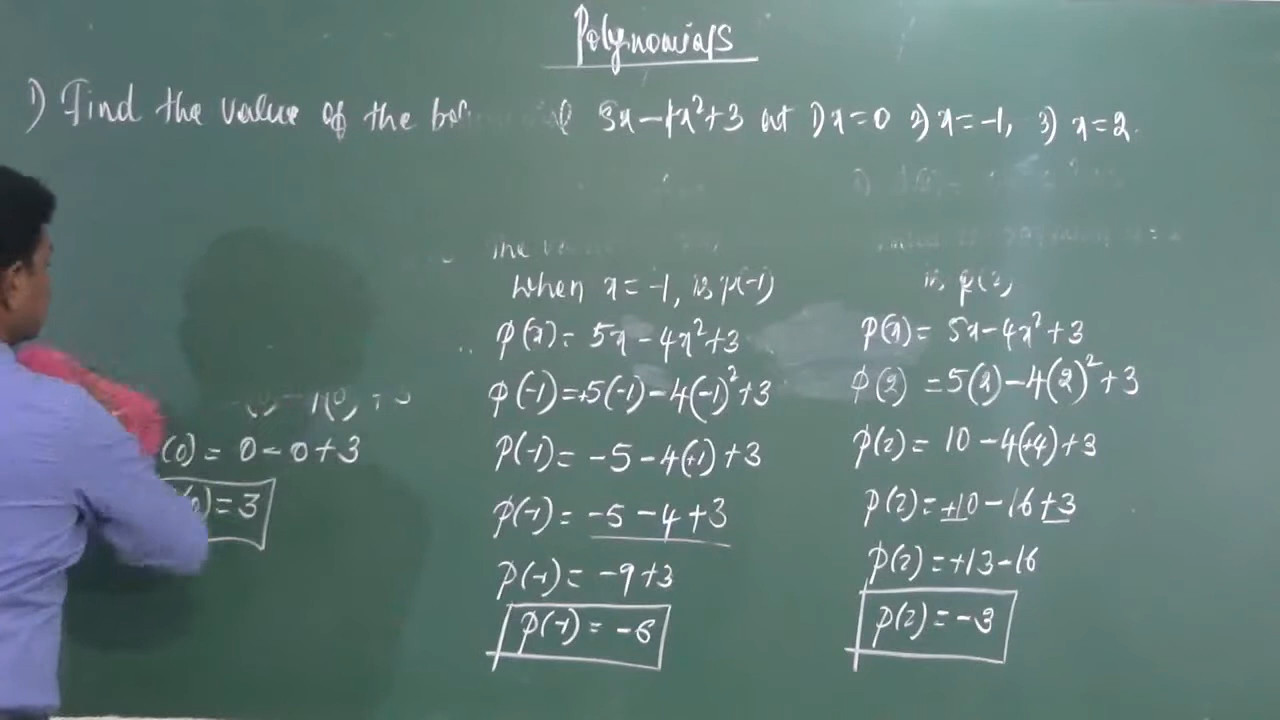 Polynomials
1) Find the value of the 5x-4x²+3 at 1) x=0 2) x=-1, 3) x=2.
(0) = 0-0+3
(0)=3
The
when x=-1, is p(-1)
p(x)= 5x-4x²+3
p(-1)=+5(-1)-4(-1)²+3
p(-1)= -5-4(+1)+3
p(-1)= -5-4+3
p(-1)= -9+3
p(-1) = -6
is p(2)
p(x)= 5x-4x²+3
p(2) =5(2)-4(2)²+3
p(2)= 10-4(+4)+3
p(2)= +10-16+3
p(2)=+13-16
p(2)=-3